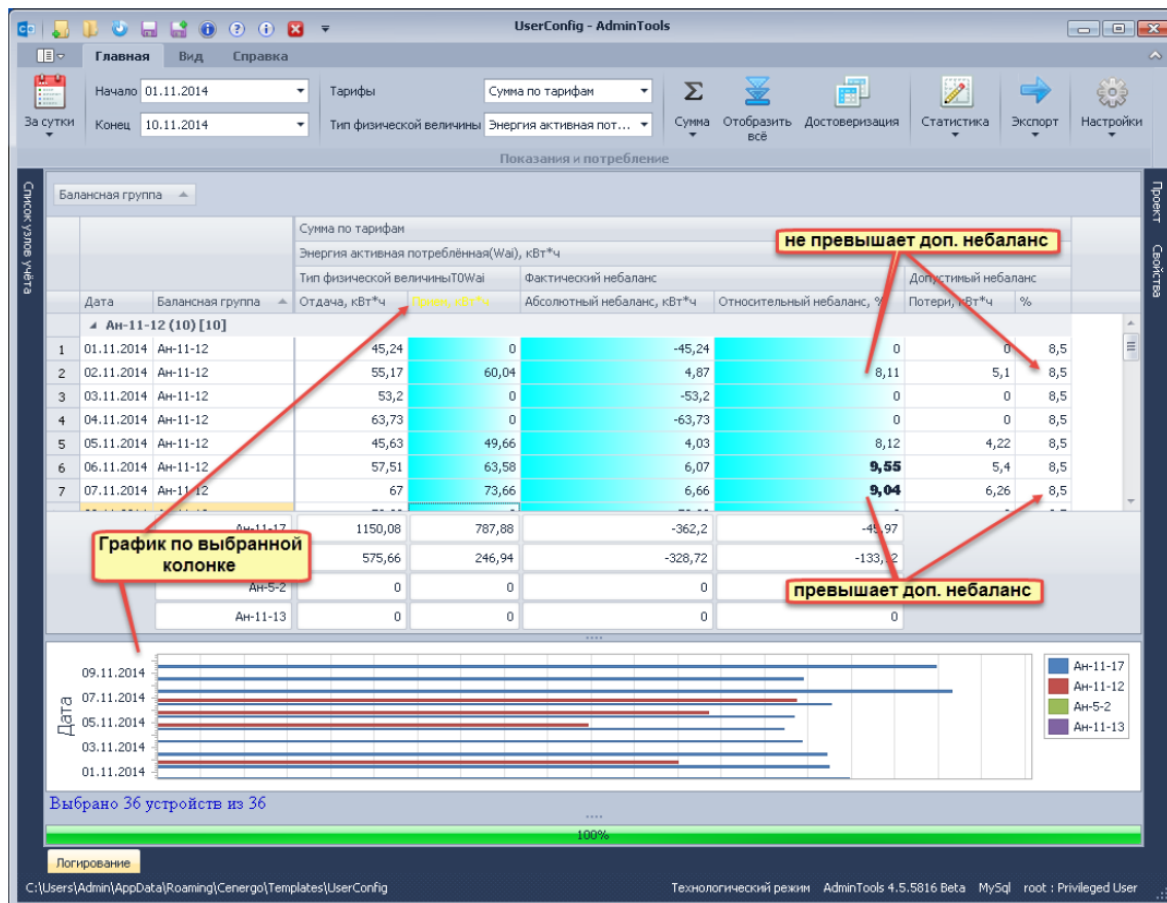 UserConfig - AdminTools
Главная Вид Справка
Начало 01.11.2014 Тарифы Сумма по тарифам
Конец 10.11.2014 Тип физической величины Энергия активная пот...
За сутки Сумма Отобразить всё Достоверизация Статистика Экспорт Настройки
Показания и потребление
Список узлов учёта
Проект Свойства
Балансная группа
Сумма по тарифам
Энергия активная потреблённая(Wai), кВт*ч
не превышает доп. небаланс
Тип физической величиныT0Wai Фактический небаланс Допустимый небаланс
Дата Балансная группа Отдача, кВт*ч Прием, кВт*ч Абсолютный небаланс, кВт*ч Относительный небаланс, % Потери, кВт*ч %
Ан-11-12 (10) [10]
1 01.11.2014 Ан-11-12 45,24 0 -45,24 0 0 8,5
2 02.11.2014 Ан-11-12 55,17 60,04 4,87 8,11 5,1 8,5
3 03.11.2014 Ан-11-12 53,2 0 -53,2 0 0 8,5
4 04.11.2014 Ан-11-12 63,73 0 -63,73 0 0 8,5
5 05.11.2014 Ан-11-12 45,63 49,66 4,03 8,12 4,22 8,5
6 06.11.2014 Ан-11-12 57,51 63,58 6,07 9,55 5,4 8,5
7 07.11.2014 Ан-11-12 67 73,66 6,66 9,04 6,26 8,5
Ан-11-17 1150,08 787,88 -362,2 -45,97
График по выбранной колонке
575,66 246,94 -328,72
Ан-5-2 0 0 0
превышает доп. небаланс
Ан-11-13 0 0 0 0
Дата
09.11.2014
07.11.2014
05.11.2014
03.11.2014
01.11.2014
Ан-11-17
Ан-11-12
Ан-5-2
Ан-11-13
Выбрано 36 устройств из 36
100%
Логирование
C:\Users\Admin\AppData\Roaming\Cenergo\Templates\UserConfig Технологический режим AdminTools 4.5.5816 Beta MySql root : Privileged User